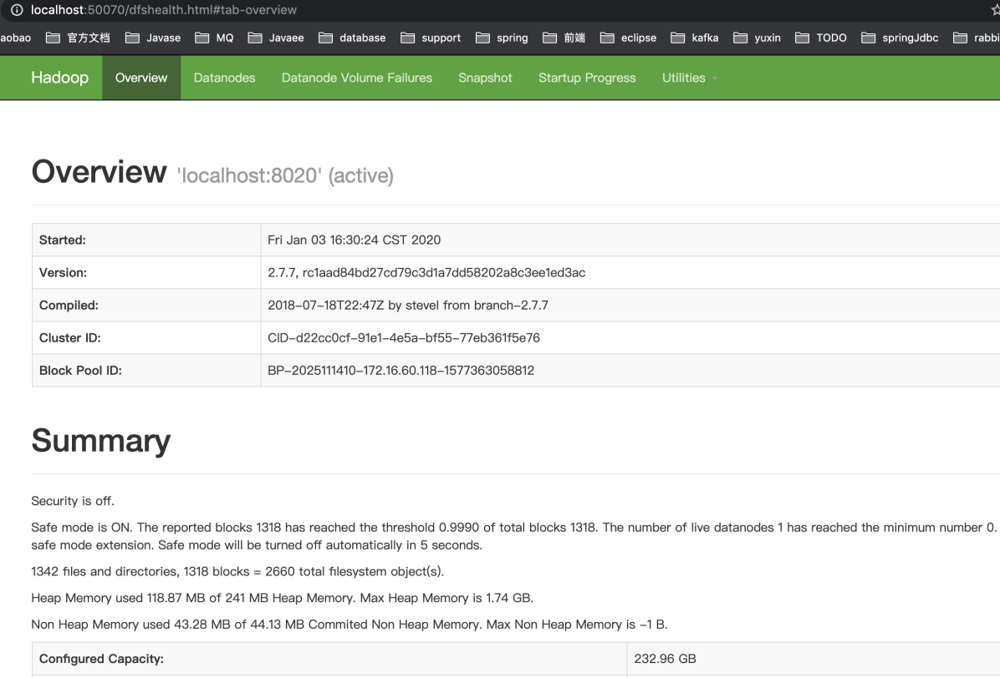 localhost:50070/dfshealth.html#tab-overview
aobao 官方文档 Javase MQ Javaee database support spring 前端 eclipse kafka yuxin TODO springJdbc rabbi
Hadoop Overview Datanodes Datanode Volume Failures Snapshot Startup Progress Utilities
Overview 'localhost:8020' (active)
Started: Fri Jan 03 16:30:24 CST 2020
Version: 2.7.7, rc1aad84bd27cd79c3d1a7dd58202a8c3ee1ed3ac
Compiled: 2018-07-18T22:47Z by stevel from branch-2.7.7
Cluster ID: CID-d22cc0cf-91e1-4e5a-bf55-77eb361f5e76
Block Pool ID: BP-2025111410-172.16.60.118-1577363058812
Summary
Security is off.
Safe mode is ON. The reported blocks 1318 has reached the threshold 0.9990 of total blocks 1318. The number of live datanodes 1 has reached the minimum number 0.
safe mode extension. Safe mode will be turned off automatically in 5 seconds.
1342 files and directories, 1318 blocks = 2660 total filesystem object(s).
Heap Memory used 118.87 MB of 241 MB Heap Memory. Max Heap Memory is 1.74 GB.
Non Heap Memory used 43.28 MB of 44.13 MB Commited Non Heap Memory. Max Non Heap Memory is -1 B.
Configured Capacity: 232.96 GB